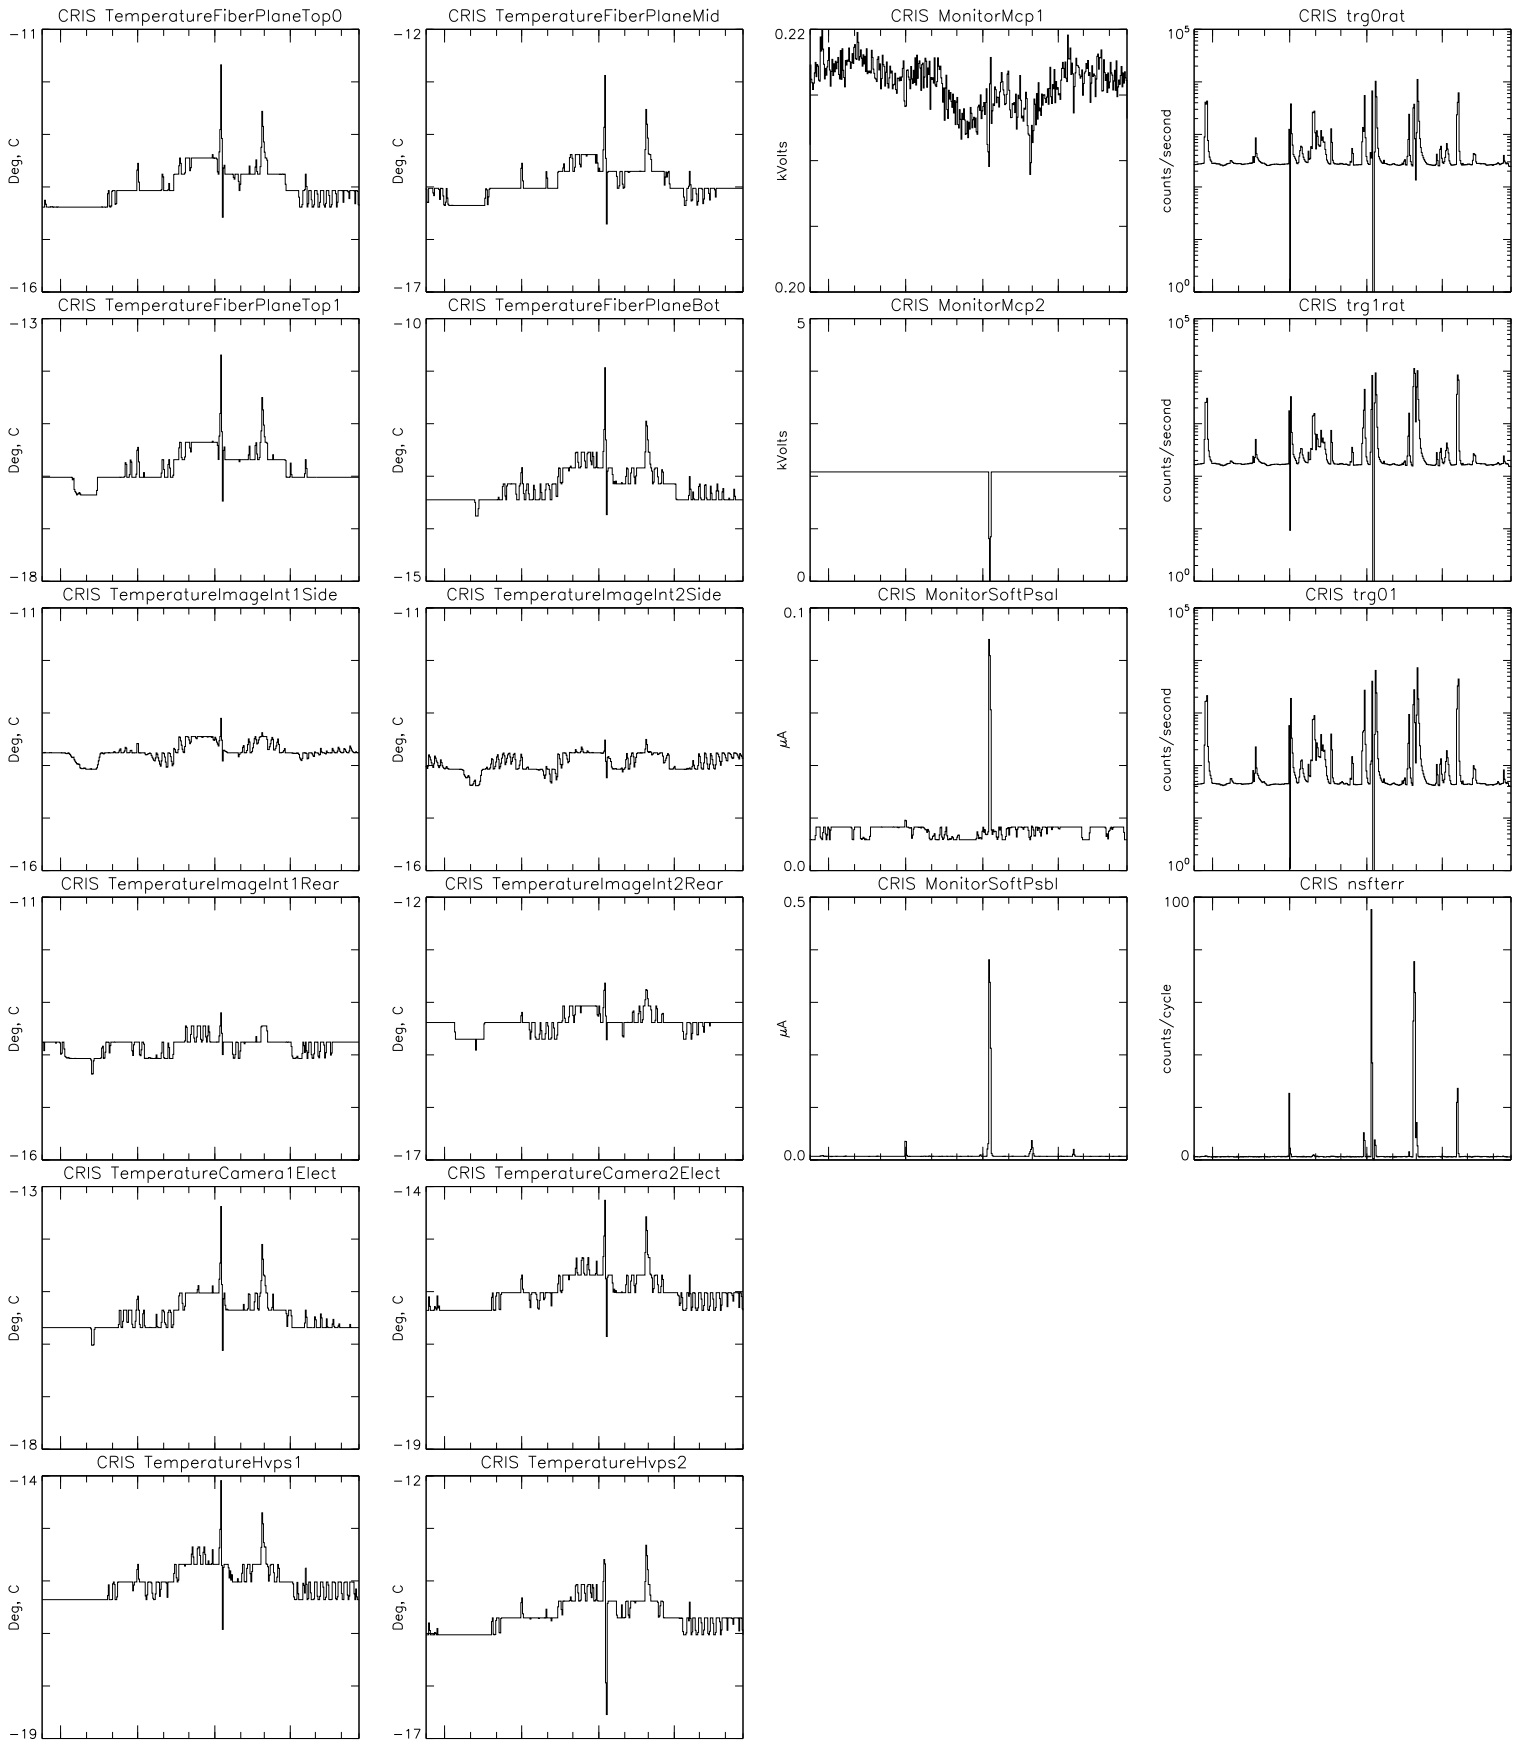 CRIS TemperatureFiberPlaneTop0
CRIS TemperatureFiberPlaneMid
CRIS MonitorMcp1
CRIS trg0rat
-11
Deg, C
-16
-12
Deg, C
-17
0.22
kVolts
0.20
10^5
counts/second
10^0
CRIS TemperatureFiberPlaneTop1
CRIS TemperatureFiberPlaneBot
CRIS MonitorMcp2
CRIS trg1rat
-13
Deg, C
-18
-10
Deg, C
-15
5
kVolts
0
10^5
counts/second
10^0
CRIS TemperatureImageInt1Side
CRIS TemperatureImageInt2Side
CRIS MonitorSoftPsaI
CRIS trg01
-11
Deg, C
-16
-11
Deg, C
-16
0.1
μA
0.0
10^5
counts/second
10^0
CRIS TemperatureImageInt1Rear
CRIS TemperatureImageInt2Rear
CRIS MonitorSoftPsbI
CRIS nsfterr
-11
Deg, C
-16
-12
Deg, C
-17
0.5
μA
0.0
100
counts/cycle
0
CRIS TemperatureCamera1Elect
CRIS TemperatureCamera2Elect
-13
Deg, C
-18
-14
Deg, C
-19
CRIS TemperatureHvps1
CRIS TemperatureHvps2
-14
Deg, C
-19
-12
Deg, C
-17